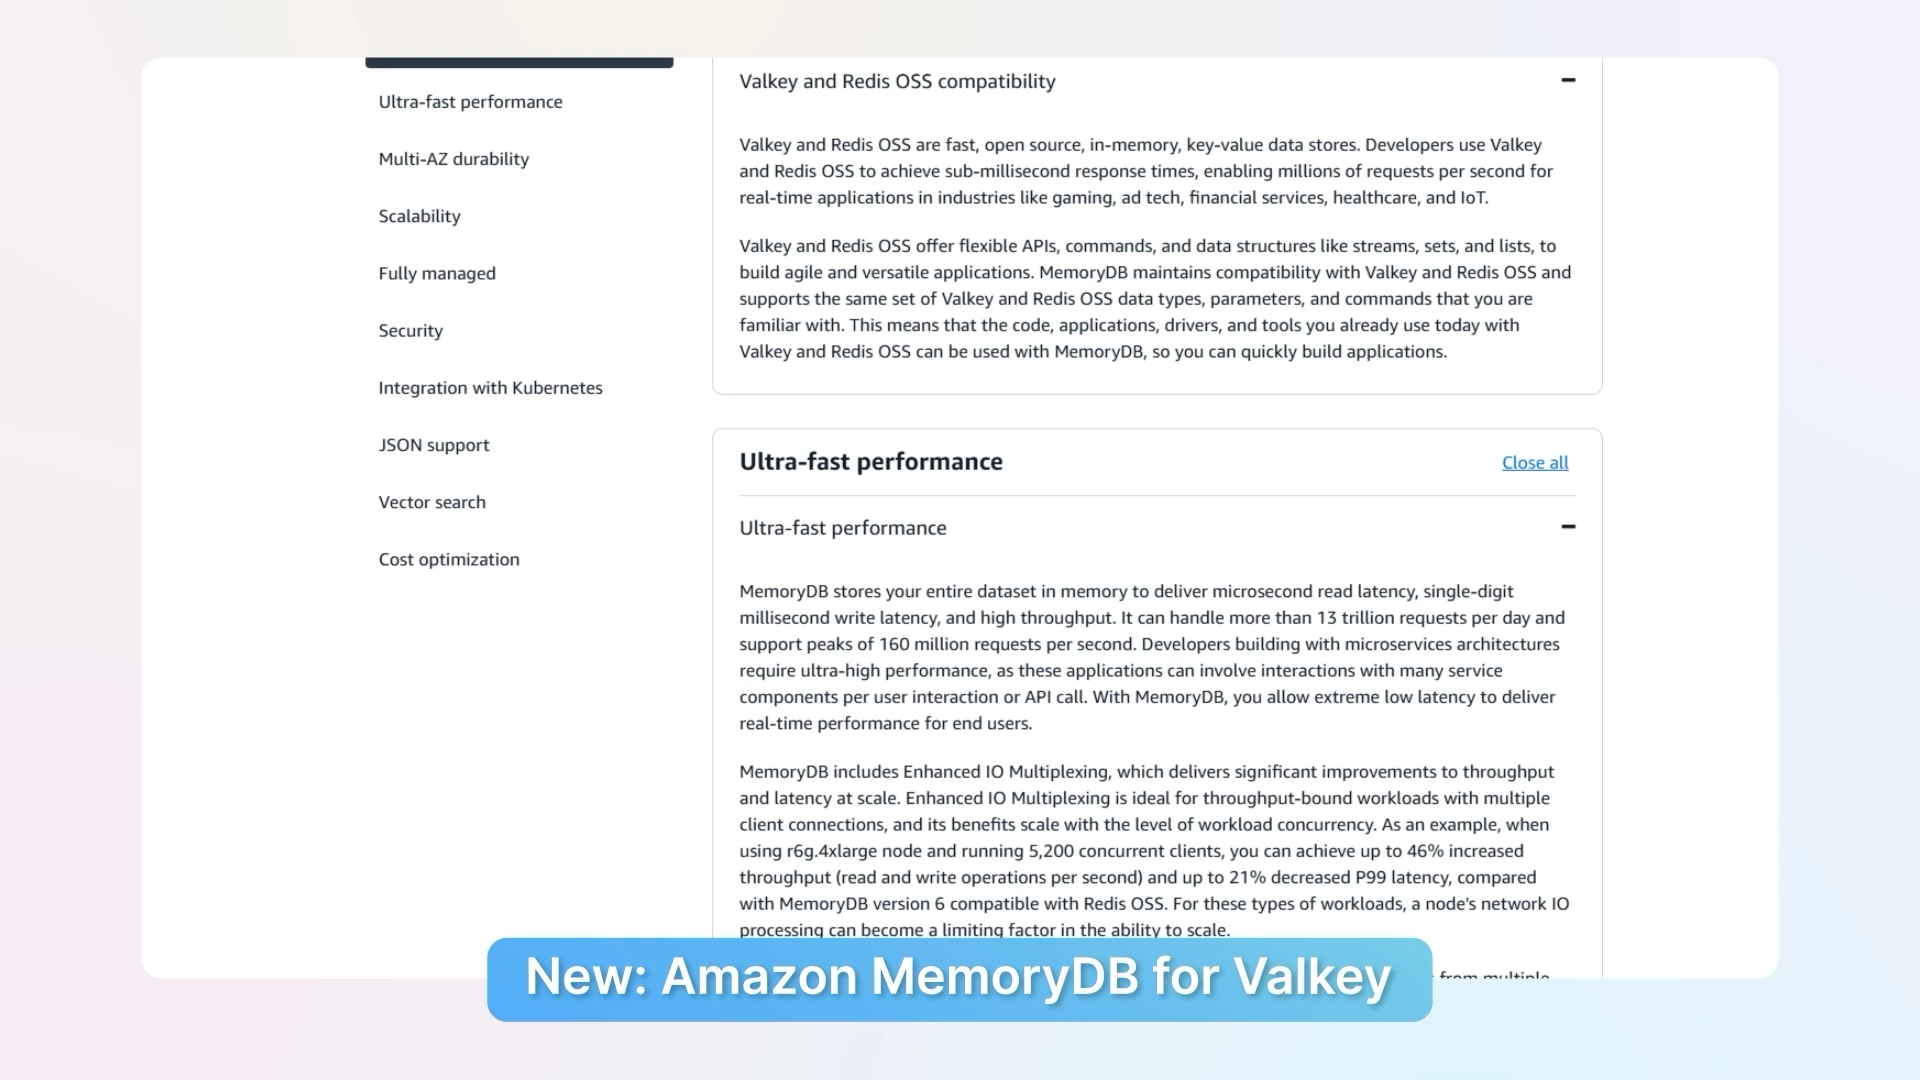 Ultra-fast performance
Multi-AZ durability
Scalability
Fully managed
Security
Integration with Kubernetes
JSON support
Vector search
Cost optimization
Valkey and Redis OSS compatibility
Valkey and Redis OSS are fast, open source, in-memory, key-value data stores. Developers use Valkey
and Redis OSS to achieve sub-millisecond response times, enabling millions of requests per second for
real-time applications in industries like gaming, ad tech, financial services, healthcare, and IoT.
Valkey and Redis OSS offer flexible APIs, commands, and data structures like streams, sets, and lists, to
build agile and versatile applications. MemoryDB maintains compatibility with Valkey and Redis OSS and
supports the same set of Valkey and Redis OSS data types, parameters, and commands that you are
familiar with. This means that the code, applications, drivers, and tools you already use today with
Valkey and Redis OSS can be used with MemoryDB, so you can quickly build applications.
Ultra-fast performance
Close all
Ultra-fast performance
MemoryDB stores your entire dataset in memory to deliver microsecond read latency, single-digit
millisecond write latency, and high throughput. It can handle more than 13 trillion requests per day and
support peaks of 160 million requests per second. Developers building with microservices architectures
require ultra-high performance, as these applications can involve interactions with many service
components per user interaction or API call. With MemoryDB, you allow extreme low latency to deliver
real-time performance for end users.
MemoryDB includes Enhanced IO Multiplexing, which delivers significant improvements to throughput
and latency at scale. Enhanced IO Multiplexing is ideal for throughput-bound workloads with multiple
client connections, and its benefits scale with the level of workload concurrency. As an example, when
using r6g.4xlarge node and running 5,200 concurrent clients, you can achieve up to 46% increased
throughput (read and write operations per second) and up to 21% decreased P99 latency, compared
with MemoryDB version 6 compatible with Redis OSS. For these types of workloads, a node's network IO
processing can become a limiting factor in the ability to scale.
from multiple
New: Amazon MemoryDB for Valkey